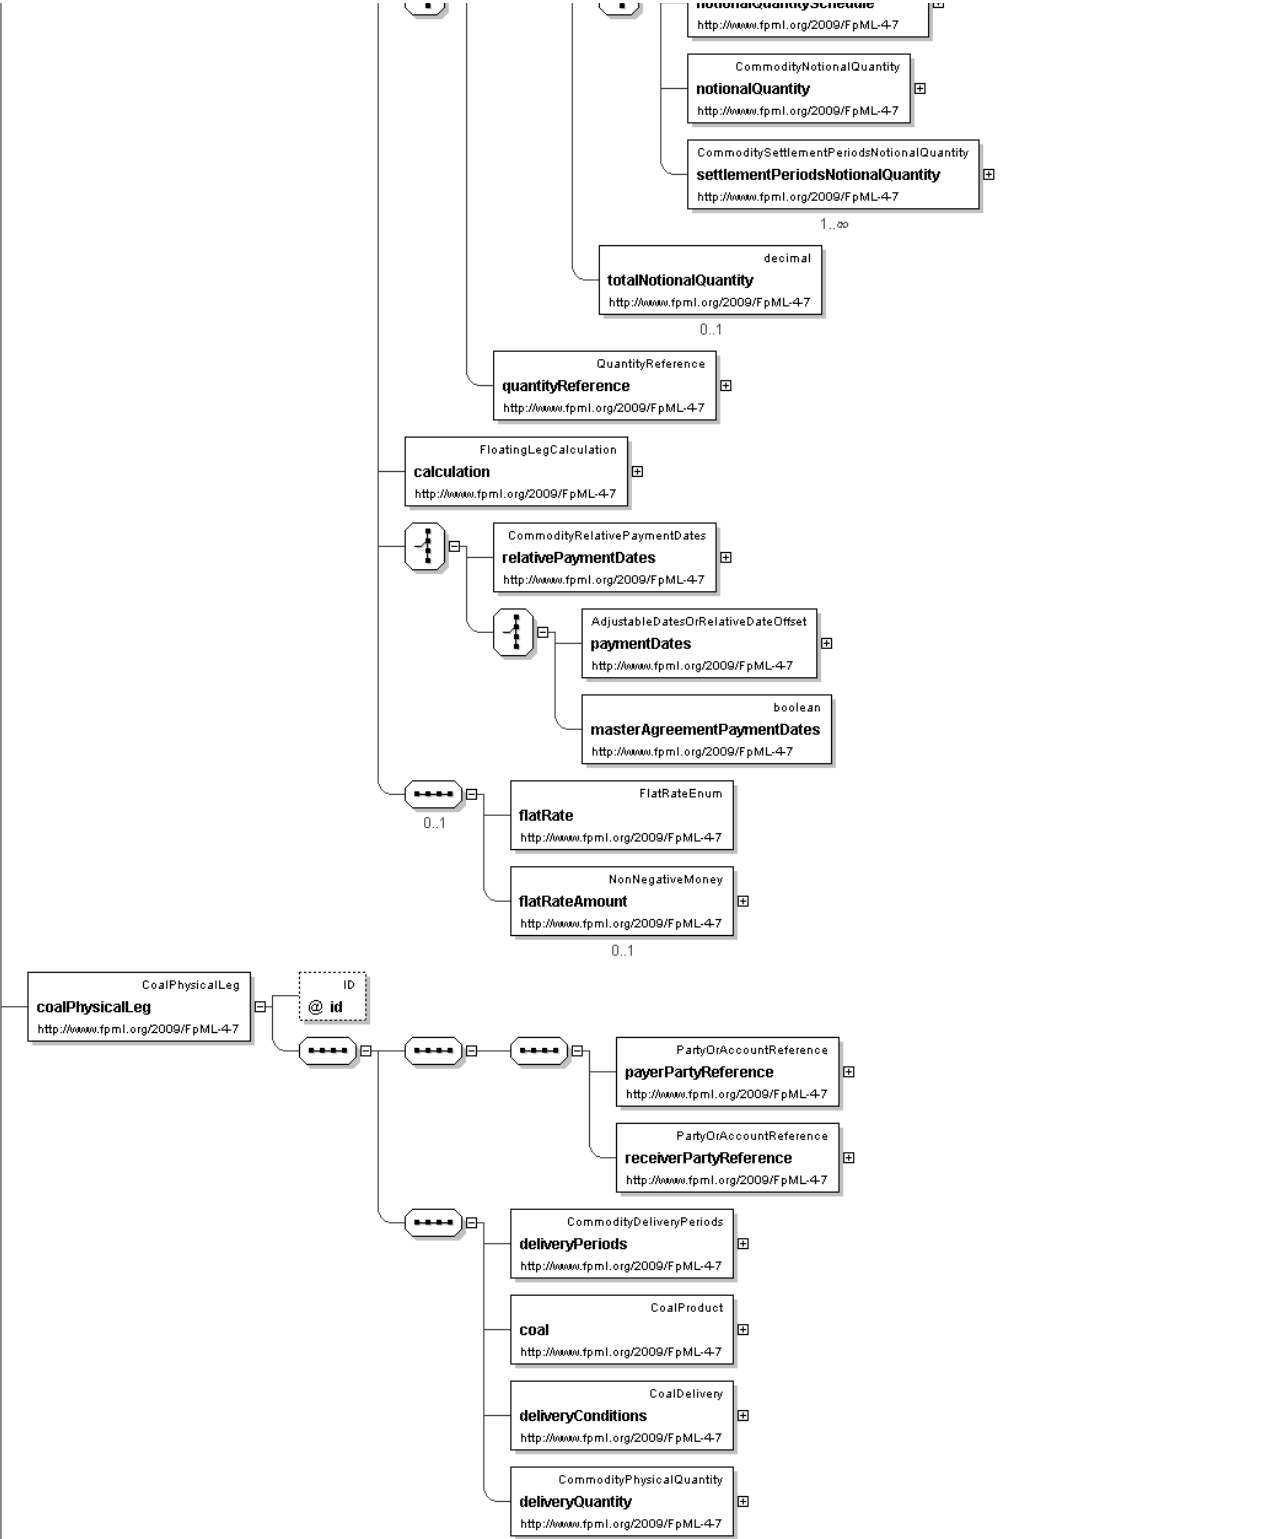 notionalQuantitySchedule
http://www.fpml.org/2009/FpML-4-7
CommodityNotionalQuantity
notionalQuantity
http://www.fpml.org/2009/FpML-4-7
CommoditySettlementPeriodsNotionalQuantity
settlementPeriodsNotionalQuantity
http://www.fpml.org/2009/FpML-4-7
1..∞
decimal
totalNotionalQuantity
http://www.fpml.org/2009/FpML-4-7
0..1
QuantityReference
quantityReference
http://www.fpml.org/2009/FpML-4-7
FloatingLegCalculation
calculation
http://www.fpml.org/2009/FpML-4-7
CommodityRelativePaymentDates
relativePaymentDates
http://www.fpml.org/2009/FpML-4-7
AdjustableDatesOrRelativeDateOffset
paymentDates
http://www.fpml.org/2009/FpML-4-7
boolean
masterAgreementPaymentDates
http://www.fpml.org/2009/FpML-4-7
FlatRateEnum
flatRate
http://www.fpml.org/2009/FpML-4-7
0..1
NonNegativeMoney
flatRateAmount
http://www.fpml.org/2009/FpML-4-7
0..1
CoalPhysicalLeg
coalPhysicalLeg
http://www.fpml.org/2009/FpML-4-7
ID
@ id
PartyOrAccountReference
payerPartyReference
http://www.fpml.org/2009/FpML-4-7
PartyOrAccountReference
receiverPartyReference
http://www.fpml.org/2009/FpML-4-7
CommodityDeliveryPeriods
deliveryPeriods
http://www.fpml.org/2009/FpML-4-7
CoalProduct
coal
http://www.fpml.org/2009/FpML-4-7
CoalDelivery
deliveryConditions
http://www.fpml.org/2009/FpML-4-7
CommodityPhysicalQuantity
deliveryQuantity
http://www.fpml.org/2009/FpML-4-7